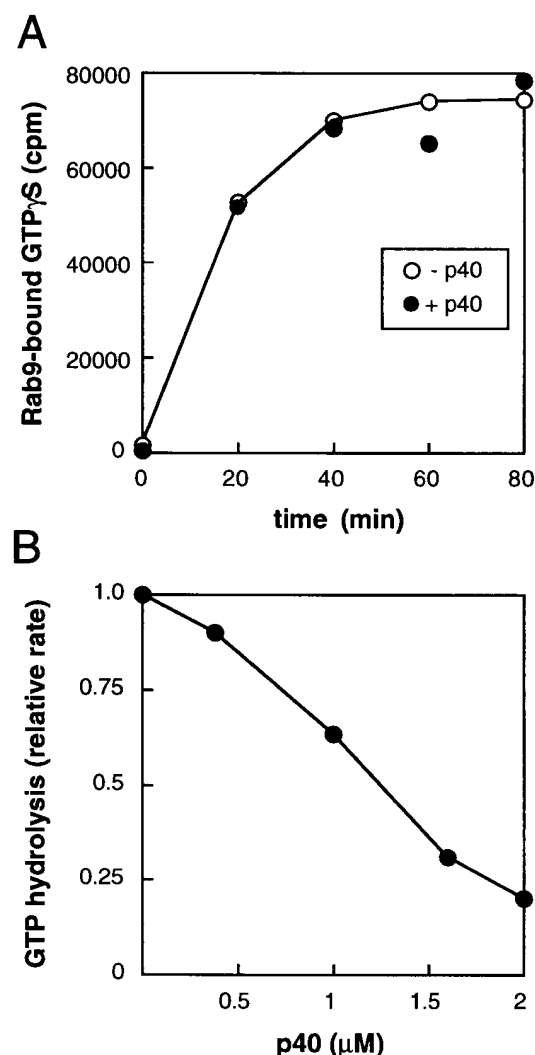 A
Rab9-bound GTPγS (cpm)
80000
60000
40000
20000
0
- p40
+ p40
0 20 40 60 80
time (min)
B
GTP hydrolysis (relative rate)
1.0
0.75
0.5
0.25
0
0.5 1 1.5 2
p40 (μM)